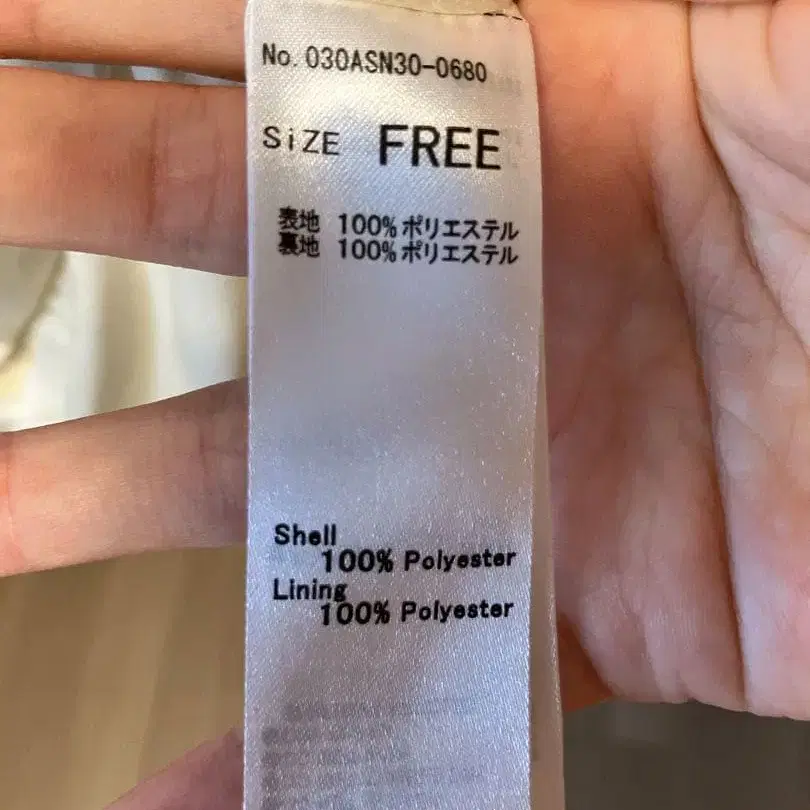 No. 030ASN30-0680
SiZE FREE
表地 100%ポリエステル
裏地 100%ポリエステル
Shell
100% Polyester
Lining
100% Polyester